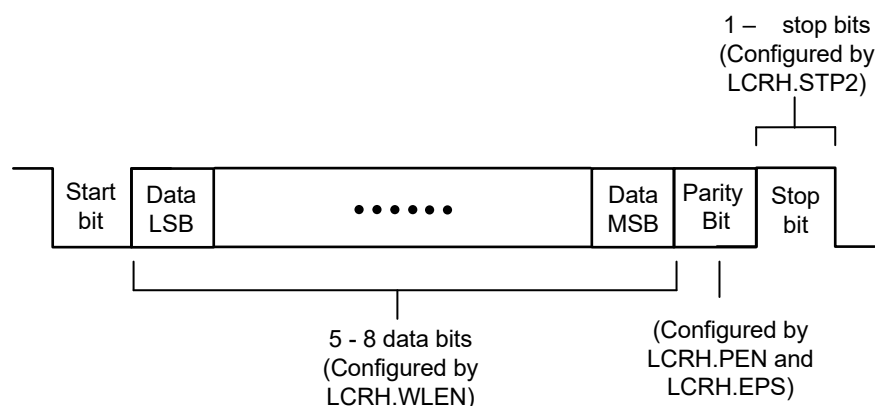 1 – stop bits
(Configured by
LCRH.STP2)
Start
bit
Data
LSB
••••••
Data
MSB
Parity
Bit
Stop
bit
5 - 8 data bits
(Configured by
LCRH.WLEN)
(Configured by
LCRH.PEN and
LCRH.EPS)